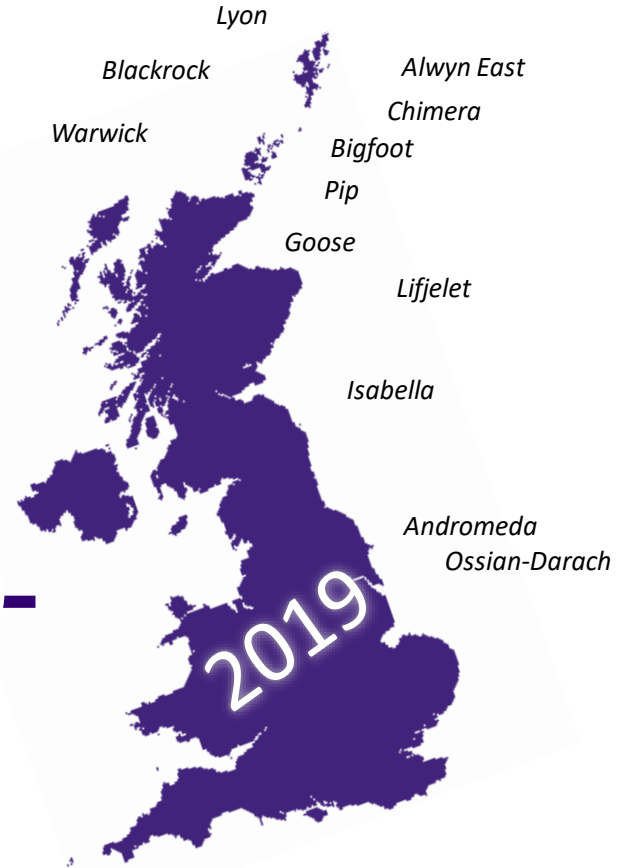 Lyon
Blackrock
Alwyn East
Chimera
Warwick
Bigfoot
Pip
Goose
Lifjelet
Isabella
Andromeda
Ossian-Darach
2019